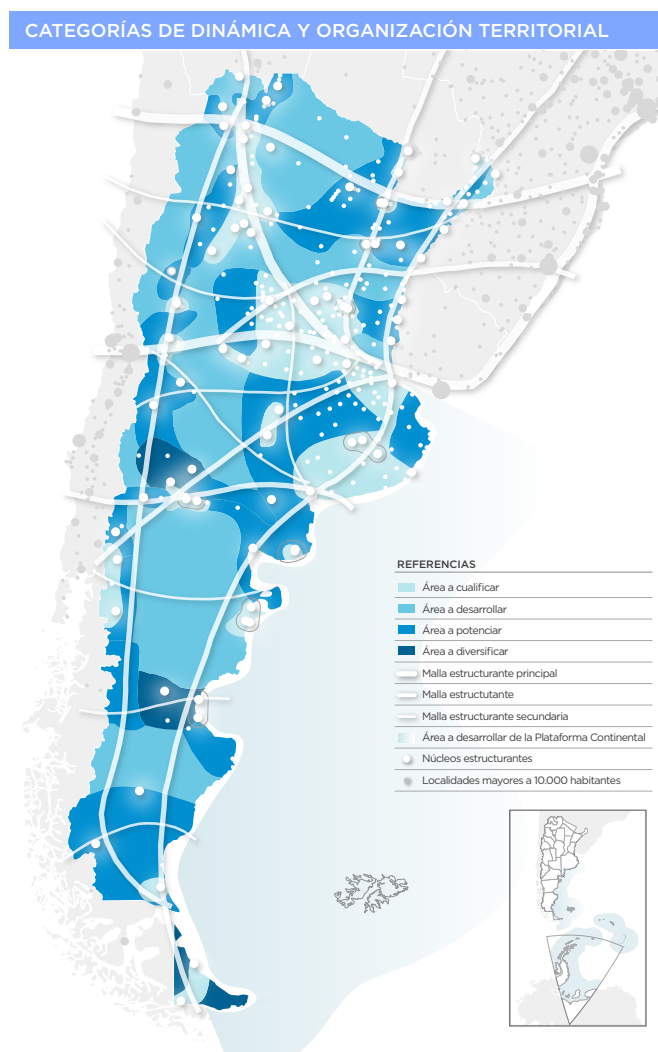 CATEGORÍAS DE DINÁMICA Y ORGANIZACIÓN TERRITORIAL
REFERENCIAS
Área a cualificar
Área a desarrollar
Área a potenciar
Área a diversificar
Malla estructurante principal
Malla estructutante
Malla estructurante secundaria
Área a desarrollar de la Plataforma Continental
Núcleos estructurantes
Localidades mayores a 10.000 habitantes